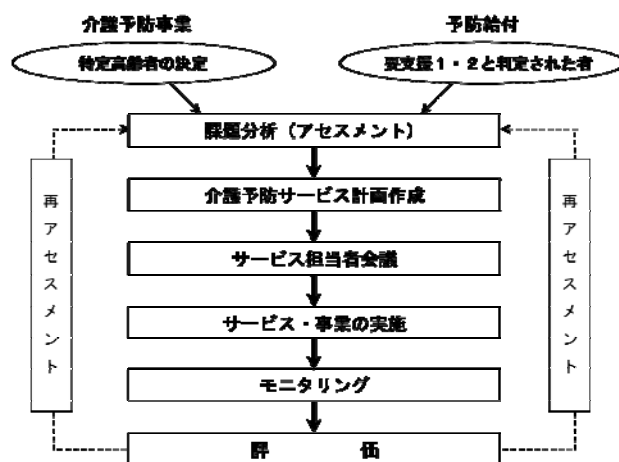 介護予防事業
予防給付
特定高齢者の決定
要支援1・2と判定された者
課題分析(アセスメント)
介護予防サービス計画作成
サービス担当者会議
サービス・事業の実施
モニタリング
評価
再アセスメント
再アセスメント